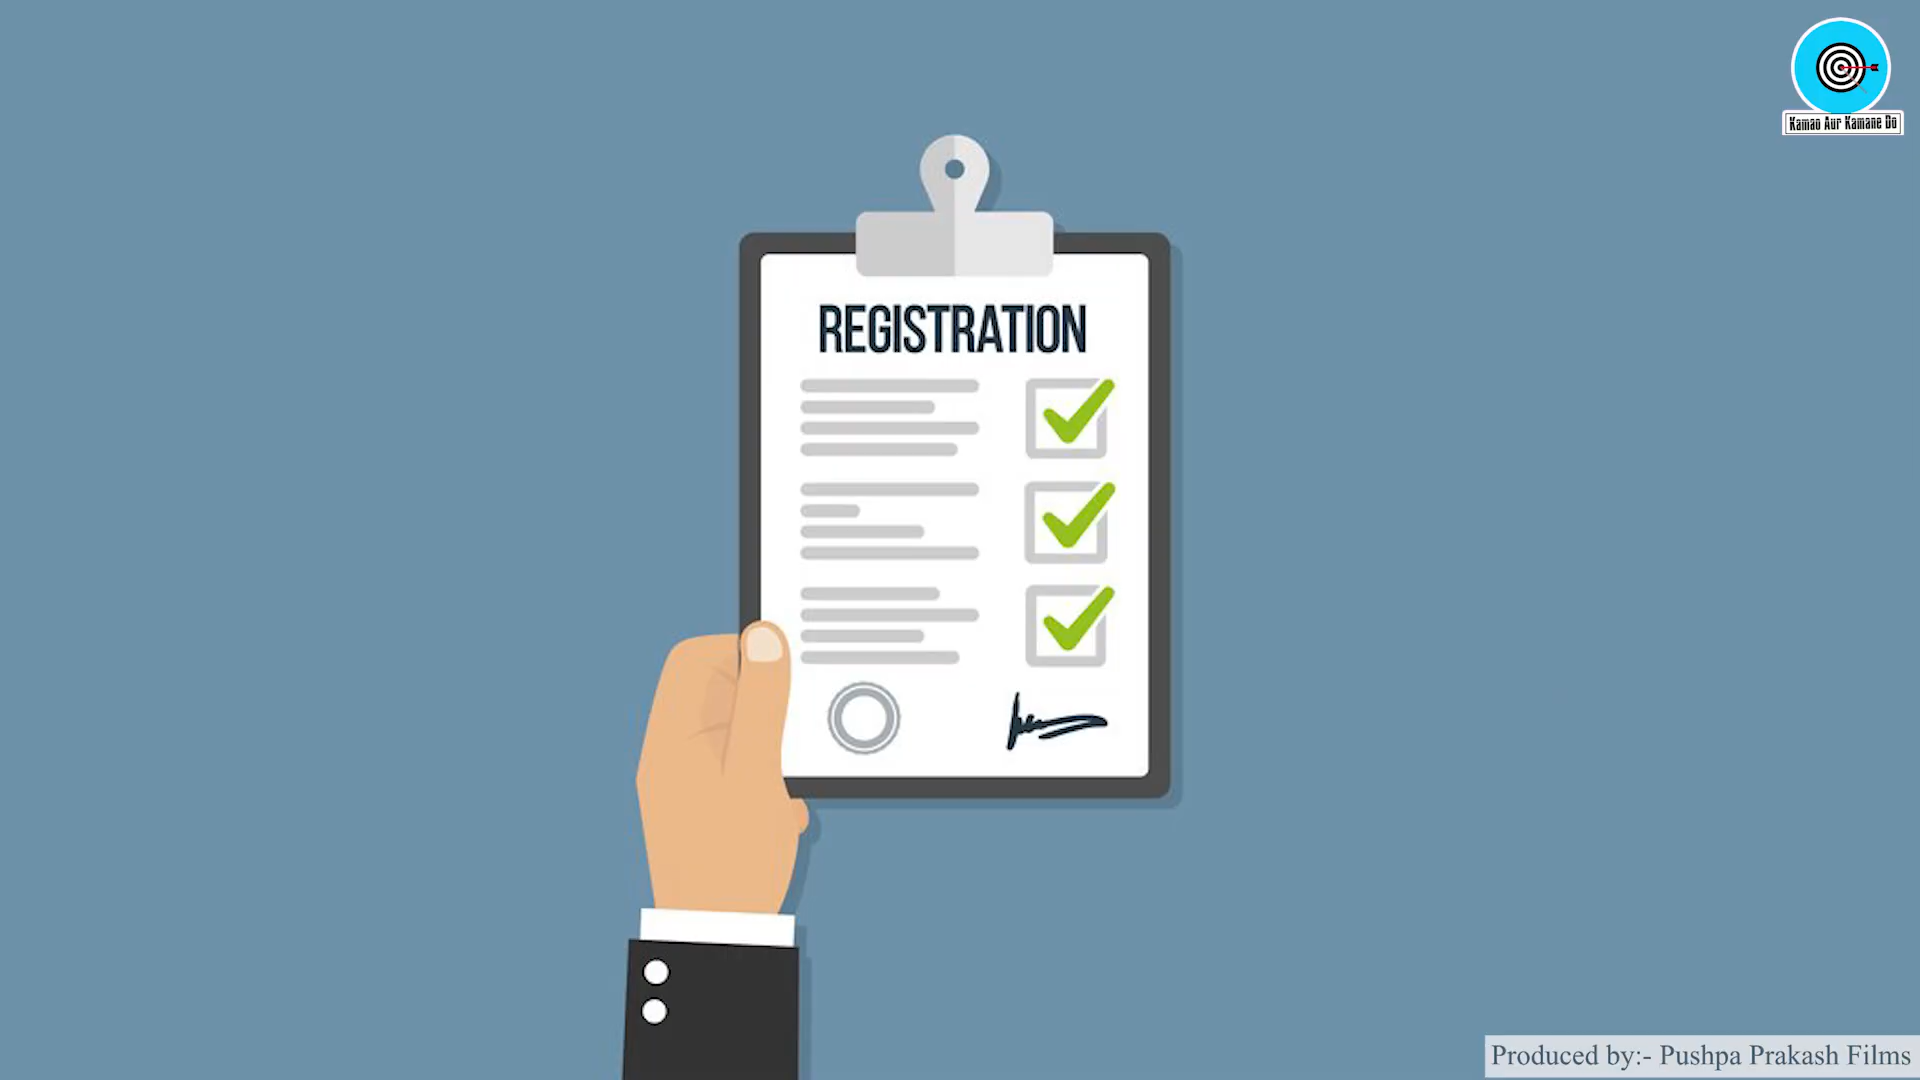 Kamao Aur Kamane Do
REGISTRATION
Produced by:- Pushpa Prakash Films